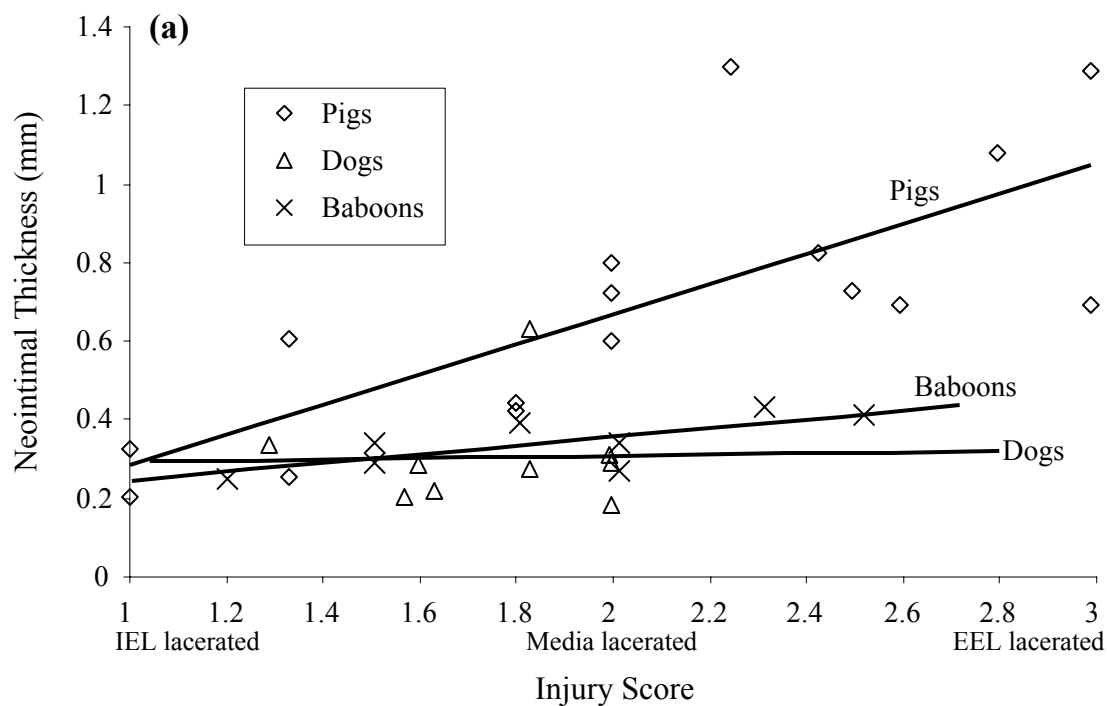 (a)
1.4
1.2
1
0.8
0.6
0.4
0.2
0
Neointimal Thickness (mm)
Pigs
Dogs
Baboons
Pigs
Baboons
Dogs
1 1.2 1.4 1.6 1.8 2 2.2 2.4 2.6 2.8 3
IEL lacerated Media lacerated EEL lacerated
Injury Score